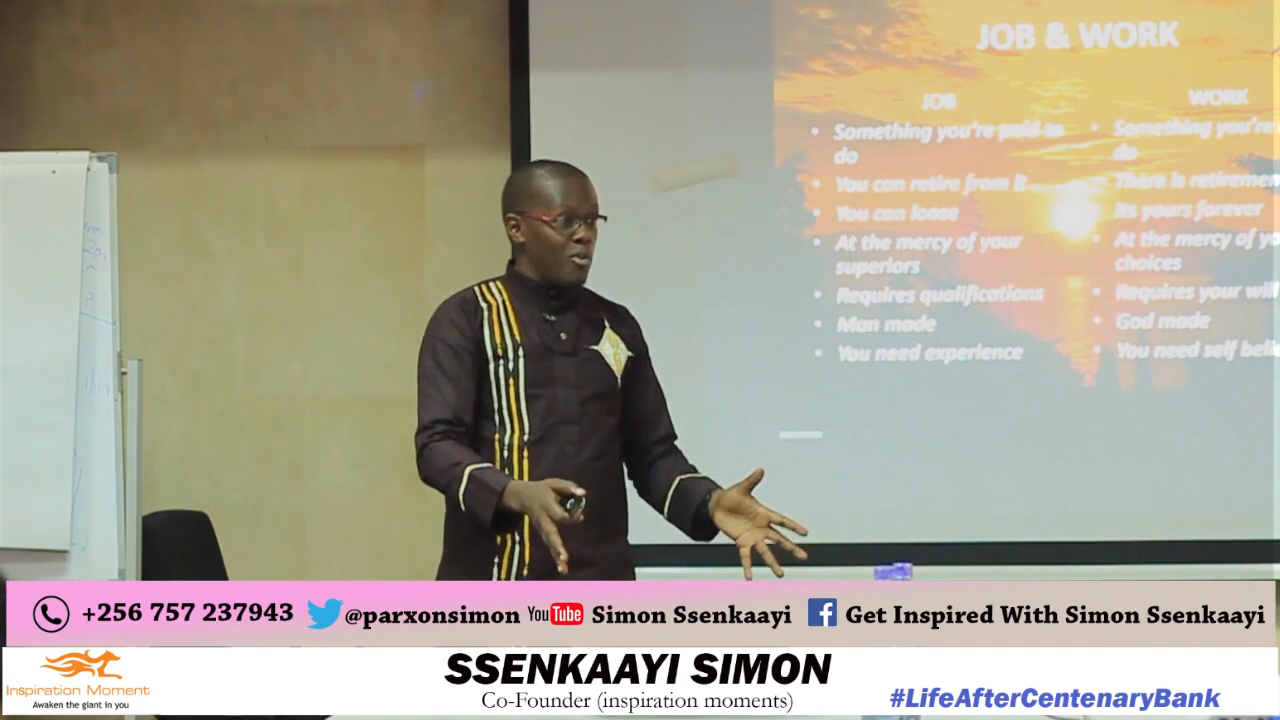 JOB & WORK
JOB
• Something you're paid to
do
• You can retire from it
• You can loose
• At the mercy of your
superiors
• Requires qualifications
• Man made
• You need experience
WORK
• Something you're
do
• There is
• Its yours forever
• At the mercy of
choices
• Requires your
• God made
• You need self
+256 757 237943
@parxonsimon
YouTube Simon Ssenkaayi
Get Inspired With Simon Ssenkaayi
Inspiration Moment
Awaken the giant in you
SSENKAAYI SIMON
Co-Founder (inspiration moments)
#LifeAfterCentenaryBank